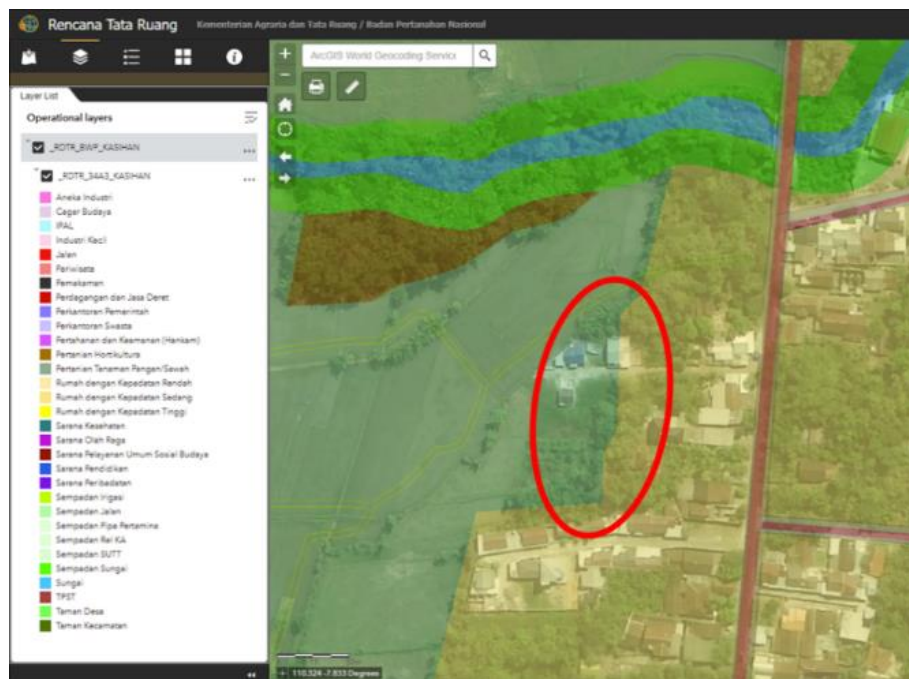 Rencana Tata Ruang
Kementerian Agraria dan Tata Ruang / Badan Pertanahan Nasional
ArcGIS World Geocoding Service
Layer List
Operational layers
_RDTR_BWP_KASIHAN
_RDTR_34A3_KASIHAN
Aneka Industri
Cagar Budaya
IPAL
Industri Kecil
Jalan
Pariwisata
Pemakaman
Perdagangan dan Jasa Deret
Perkantoran Pemerintah
Perkantoran Swasta
Pertahanan dan Keamanan (Hankam)
Pertanian Hortikultura
Pertanian Tanaman Pangan/Sawah
Rumah dengan Kepadatan Rendah
Rumah dengan Kepadatan Sedang
Rumah dengan Kepadatan Tinggi
Sarana Kesehatan
Sarana Olah Raga
Sarana Pelayanan Umum Sosial Budaya
Sarana Pendidikan
Sarana Peribadatan
Sempadan Irigasi
Sempadan Jalan
Sempadan Pipa Pertamina
Sempadan Rel KA
Sempadan SUTT
Sempadan Sungai
Sungai
TPST
Taman Desa
Taman Kecamatan
110.324 -7.833 Degrees